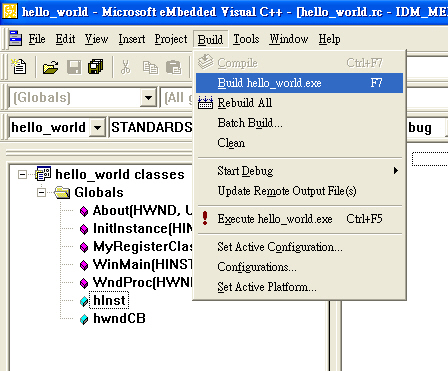 hello_world - Microsoft eMbedded Visual C++ - [hello_world.rc - IDM_ME
File Edit View Insert Project Build Tools Window Help
Compile Ctrl+F7
Build hello_world.exe F7
(Globals) (All g
Rebuild All
Batch Build...
hello_world STANDARDS bug
Clean
Start Debug
Update Remote Output File(s)
Execute hello_world.exe Ctrl+F5
Set Active Configuration...
Configurations...
Set Active Platform...
hello_world classes
Globals
About(HWND, U
InitInstance(HINS
MyRegisterClas
WinMain(HINST
WndProc(HWND
hInst
hwndCB